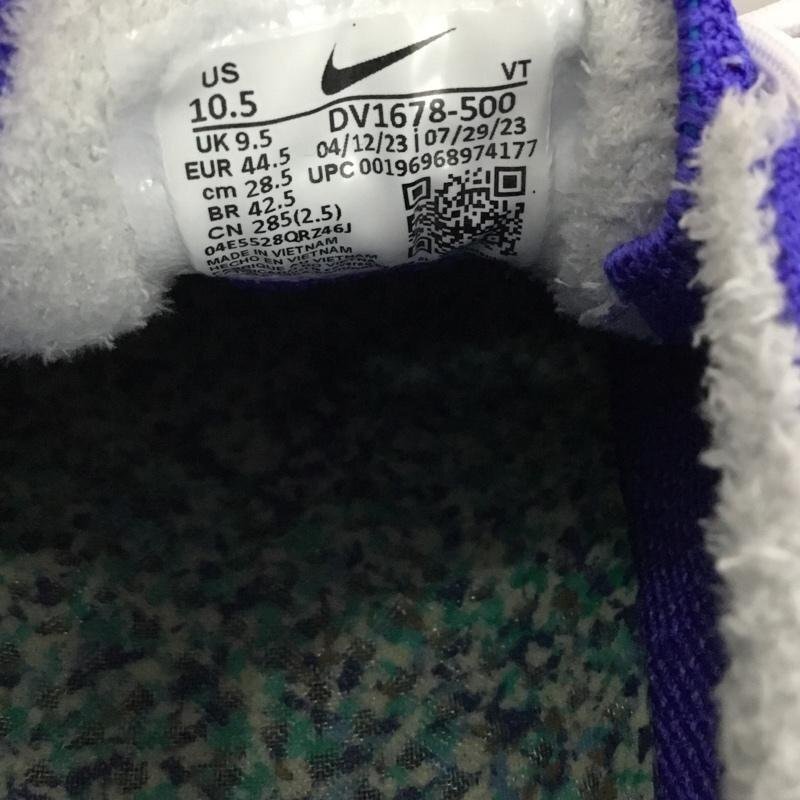 US
10.5
VT
DV1678-500
04/12/23 | 07/29/23
UPC 00196968974177
UK 9.5
EUR 44.5
cm 28.5
BR 42.5
CN 285(2.5)
04E5528QRZ46J
MADE IN VIETNAM
HECHO EN VIETNAM